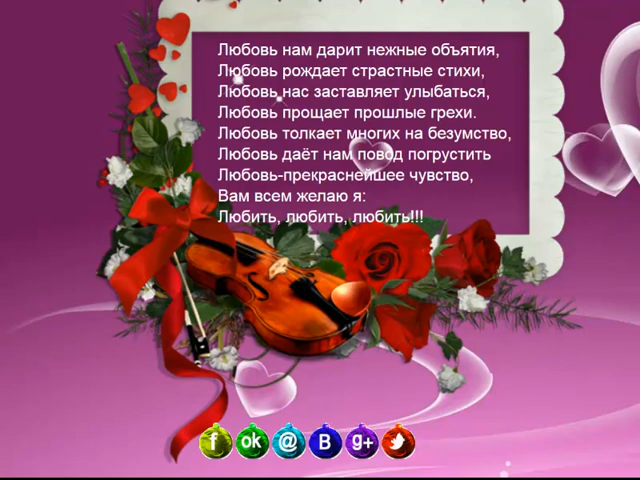 Любовь нам дарит нежные объятия,
Любовь рождает страстные стихи,
Любовь нас заставляет улыбаться,
Любовь прощает прошлые грехи.
Любовь толкает многих на безумство,
Любовь даёт нам повод погрустить
Любовь-прекраснейшее чувство,
Вам всем желаю я:
Любить, любить, любить!!!
f ok @ B g+